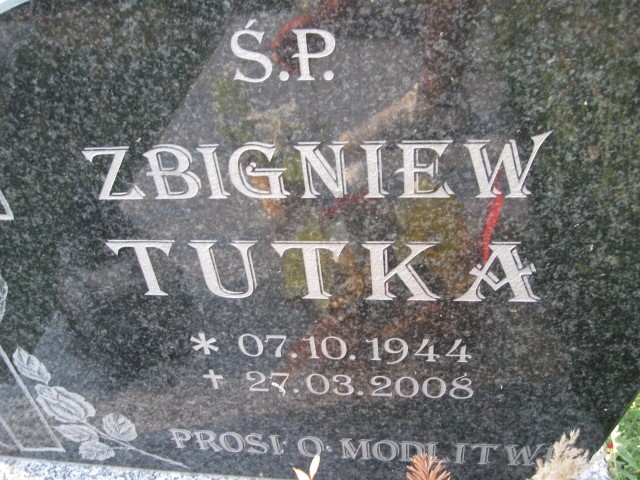 Ś.P.
ZBIGNIEW
TUTKA
* 07.10.1944
+ 27.03.2008
PROSI O MODLITWĘ